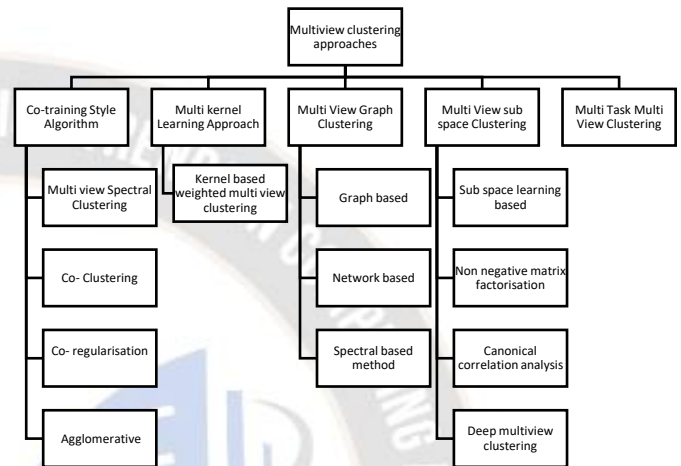 Multiview clustering
approaches
Co-training Style
Algorithm
Multi kernel
Learning Approach
Multi View Graph
Clustering
Multi View sub
space Clustering
Multi Task Multi
View Clustering
Multi view Spectral
Clustering
Co- Clustering
Co- regularisation
Agglomerative
Kernel based
weighted multi view
clustering
Graph based
Network based
Spectral based
method
Sub space learning
based
Non negative matrix
factorisation
Canonical
correlation analysis
Deep multiview
clustering